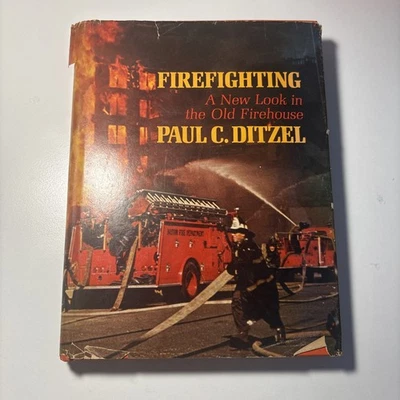 FIREFIGHTING
A New Look in
the Old Firehouse
PAUL C. DITZEL